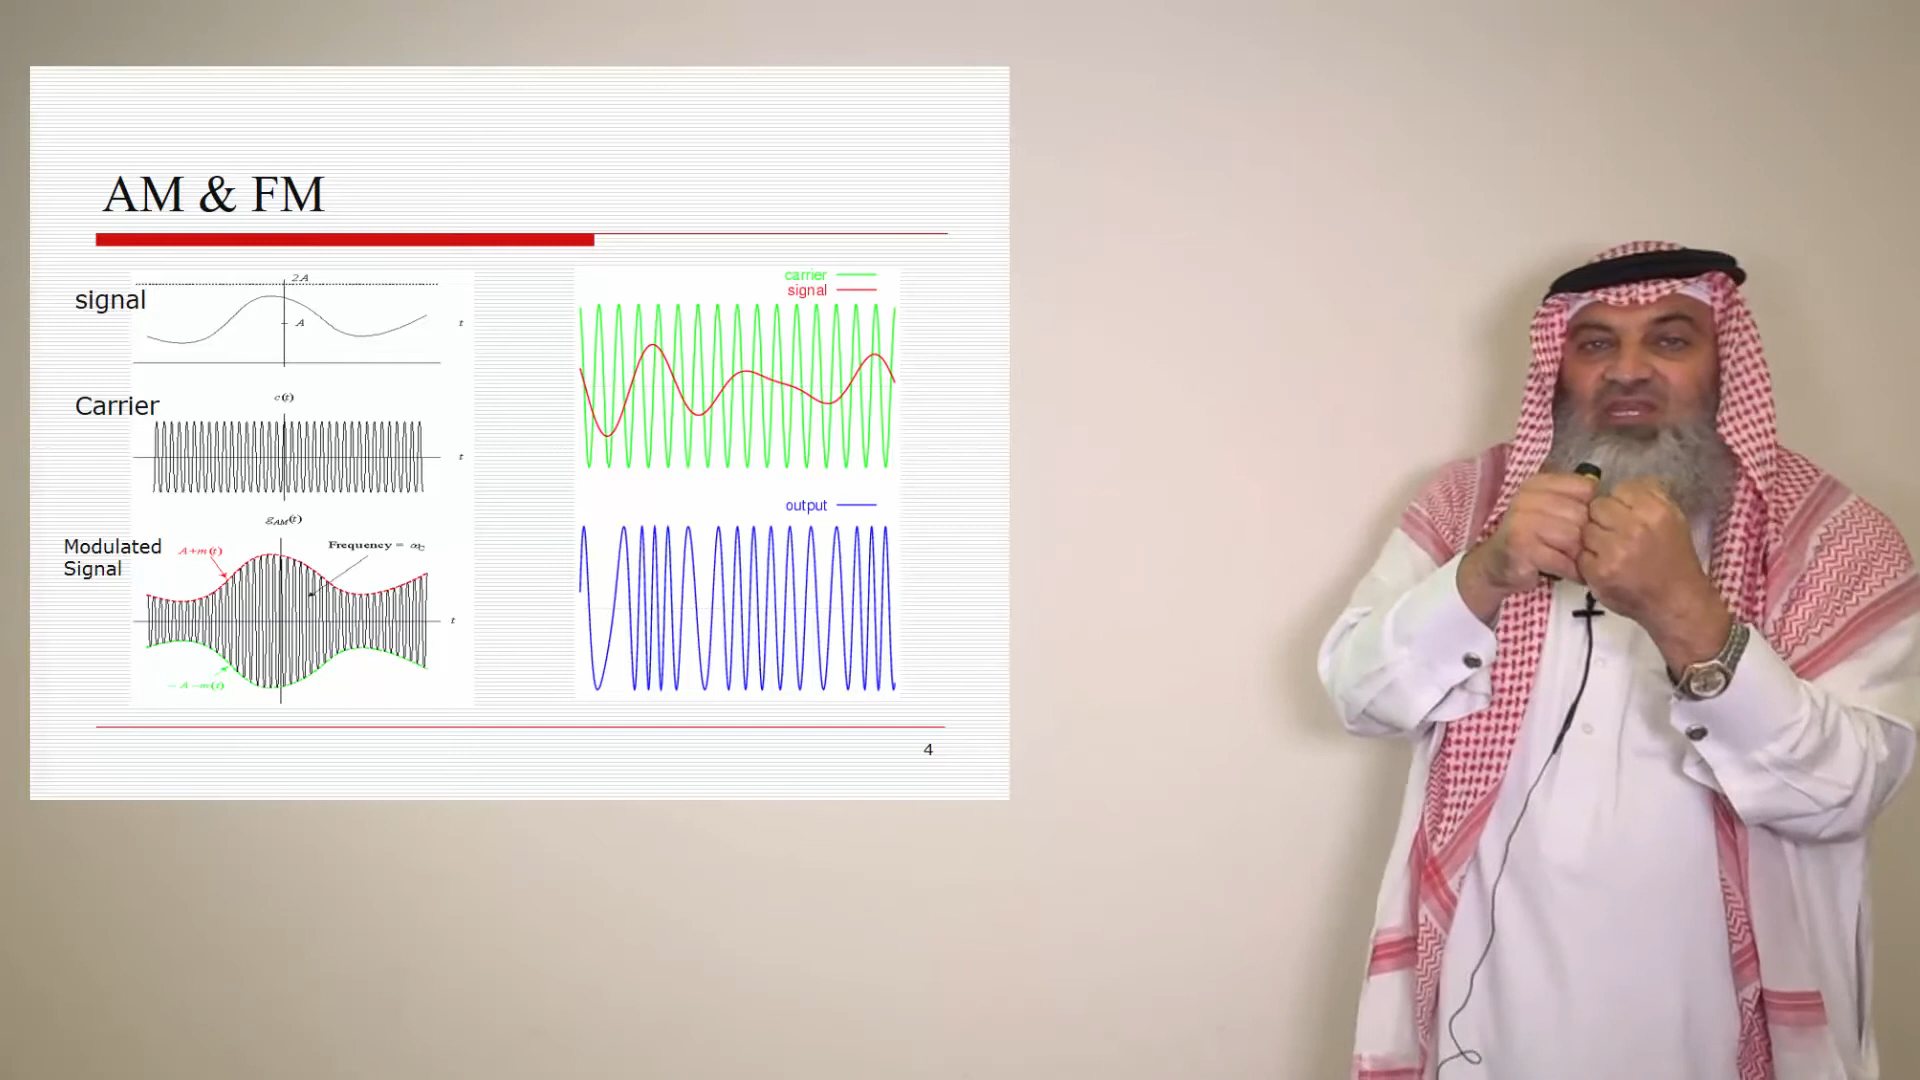 AM & FM
signal
2A
A
t
Carrier
c(t)
t
Modulated
Signal
g_AM(t)
A+m(t)
Frequency = ω_C
t
−A−m(t)
carrier
signal
output
4